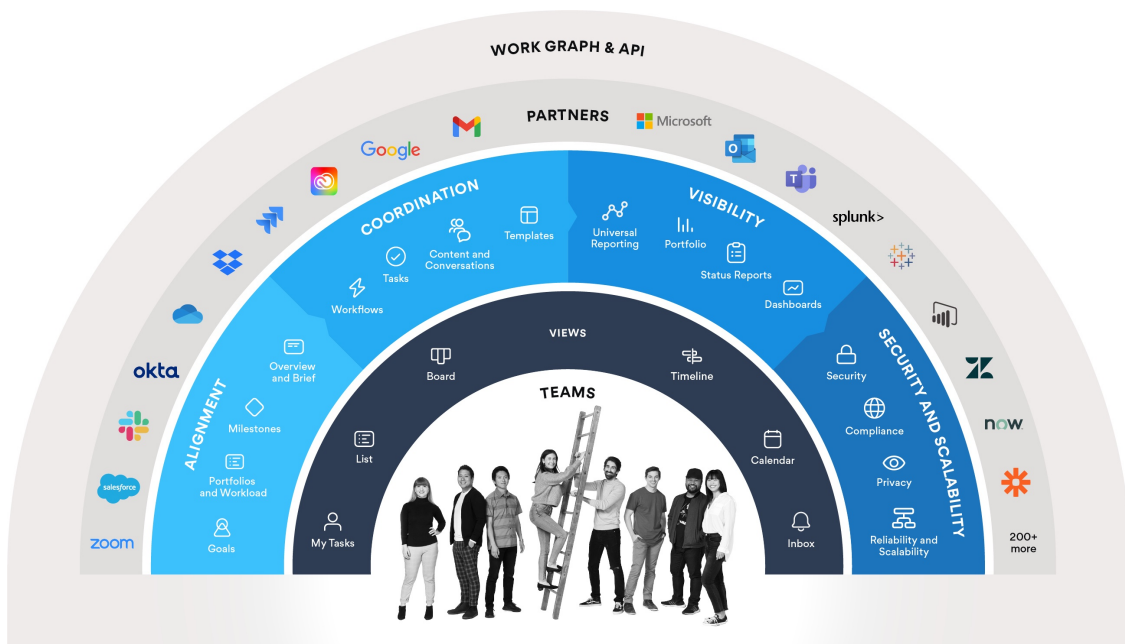 WORK GRAPH & API
PARTNERS
zoom
salesforce
okta
Google
Microsoft
O
T
splunk>
now
200+
more
ALIGNMENT
Goals
Portfolios
and Workload
Milestones
Overview
and Brief
COORDINATION
Workflows
Tasks
Content and
Conversations
Templates
VISIBILITY
Universal
Reporting
Portfolio
Status Reports
Dashboards
SECURITY AND SCALABILITY
Security
Compliance
Privacy
Reliability and
Scalability
VIEWS
My Tasks
List
Board
Timeline
Calendar
Inbox
TEAMS